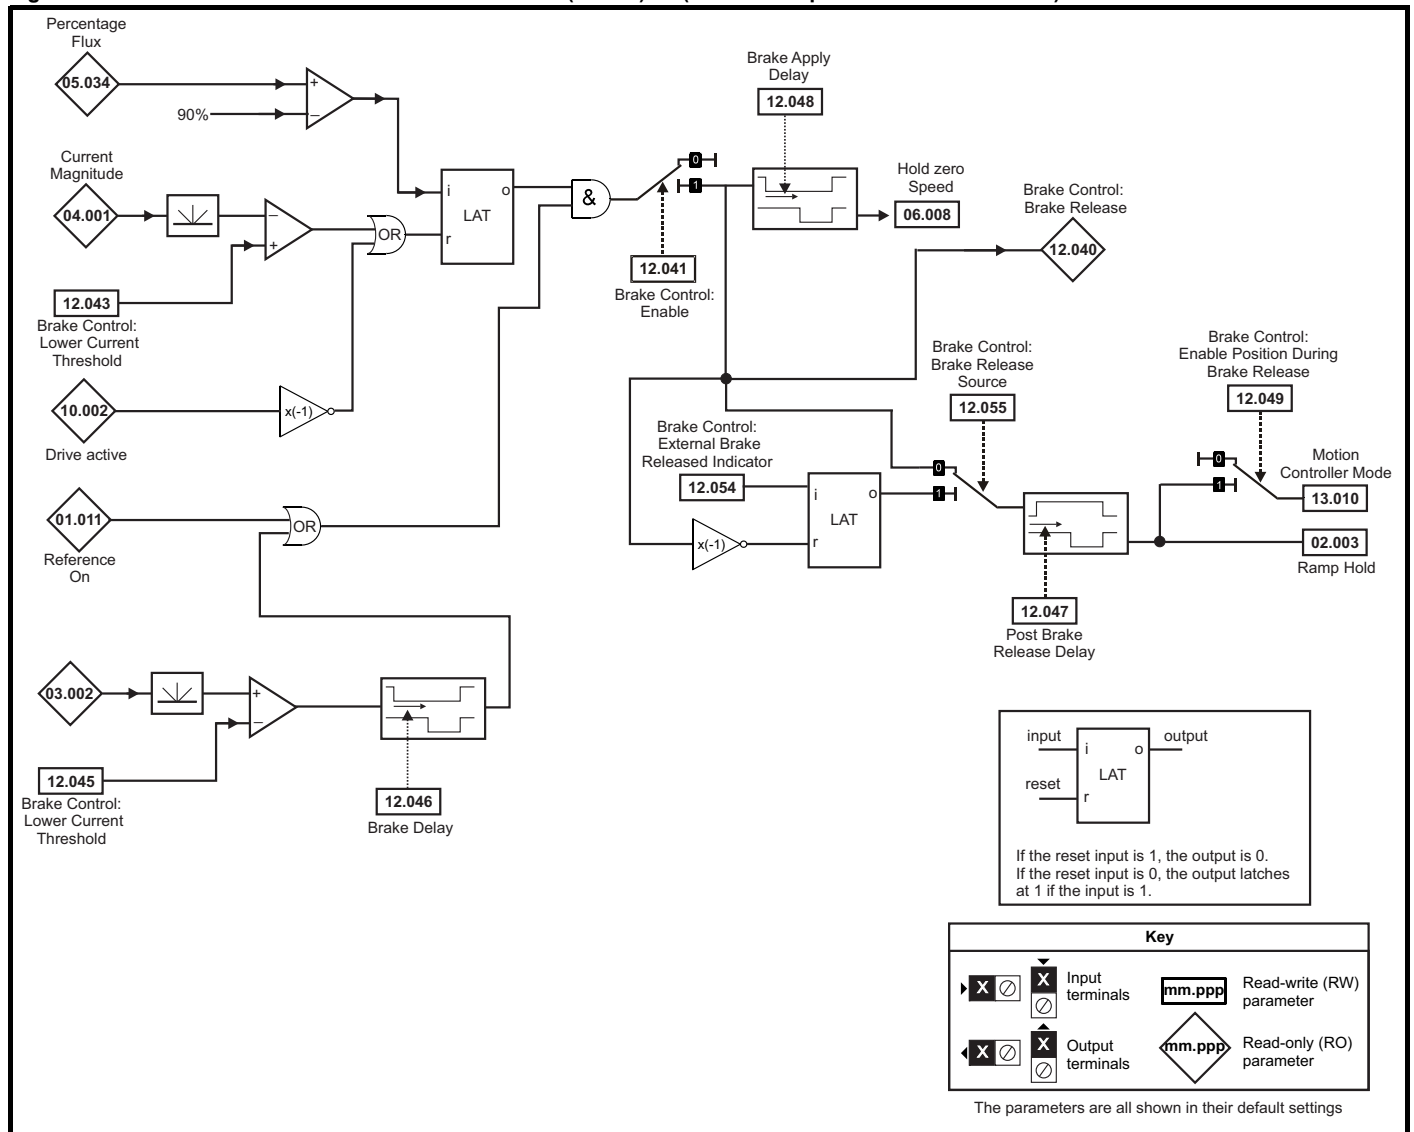 Percentage
Flux
05.034
90%
Current
Magnitude
04.001
12.043
Brake Control:
Lower Current
Threshold
10.002
Drive active
x(-1)
01.011
Reference
On
OR
03.002
12.045
Brake Control:
Lower Current
Threshold
12.046
Brake Delay
+
–
–
+
OR
i
o
LAT
r
+
–
&
0
1
12.041
Brake Control:
Enable
Brake Apply
Delay
12.048
Hold zero
Speed
06.008
Brake Control:
Brake Release
12.040
Brake Control:
External Brake
Released Indicator
12.054
x(-1)
i
o
LAT
r
Brake Control:
Brake Release
Source
12.055
0
1
12.047
Post Brake
Release Delay
Brake Control:
Enable Position During
Brake Release
12.049
0
1
Motion
Controller Mode
13.010
02.003
Ramp Hold
input
i
o
output
LAT
reset
r
If the reset input is 1, the output is 0.
If the reset input is 0, the output latches
at 1 if the input is 1.
Key
X
X
Input
terminals
mm.ppp
Read-write (RW)
parameter
X
X
Output
terminals
mm.ppp
Read-only (RO)
parameter
The parameters are all shown in their default settings